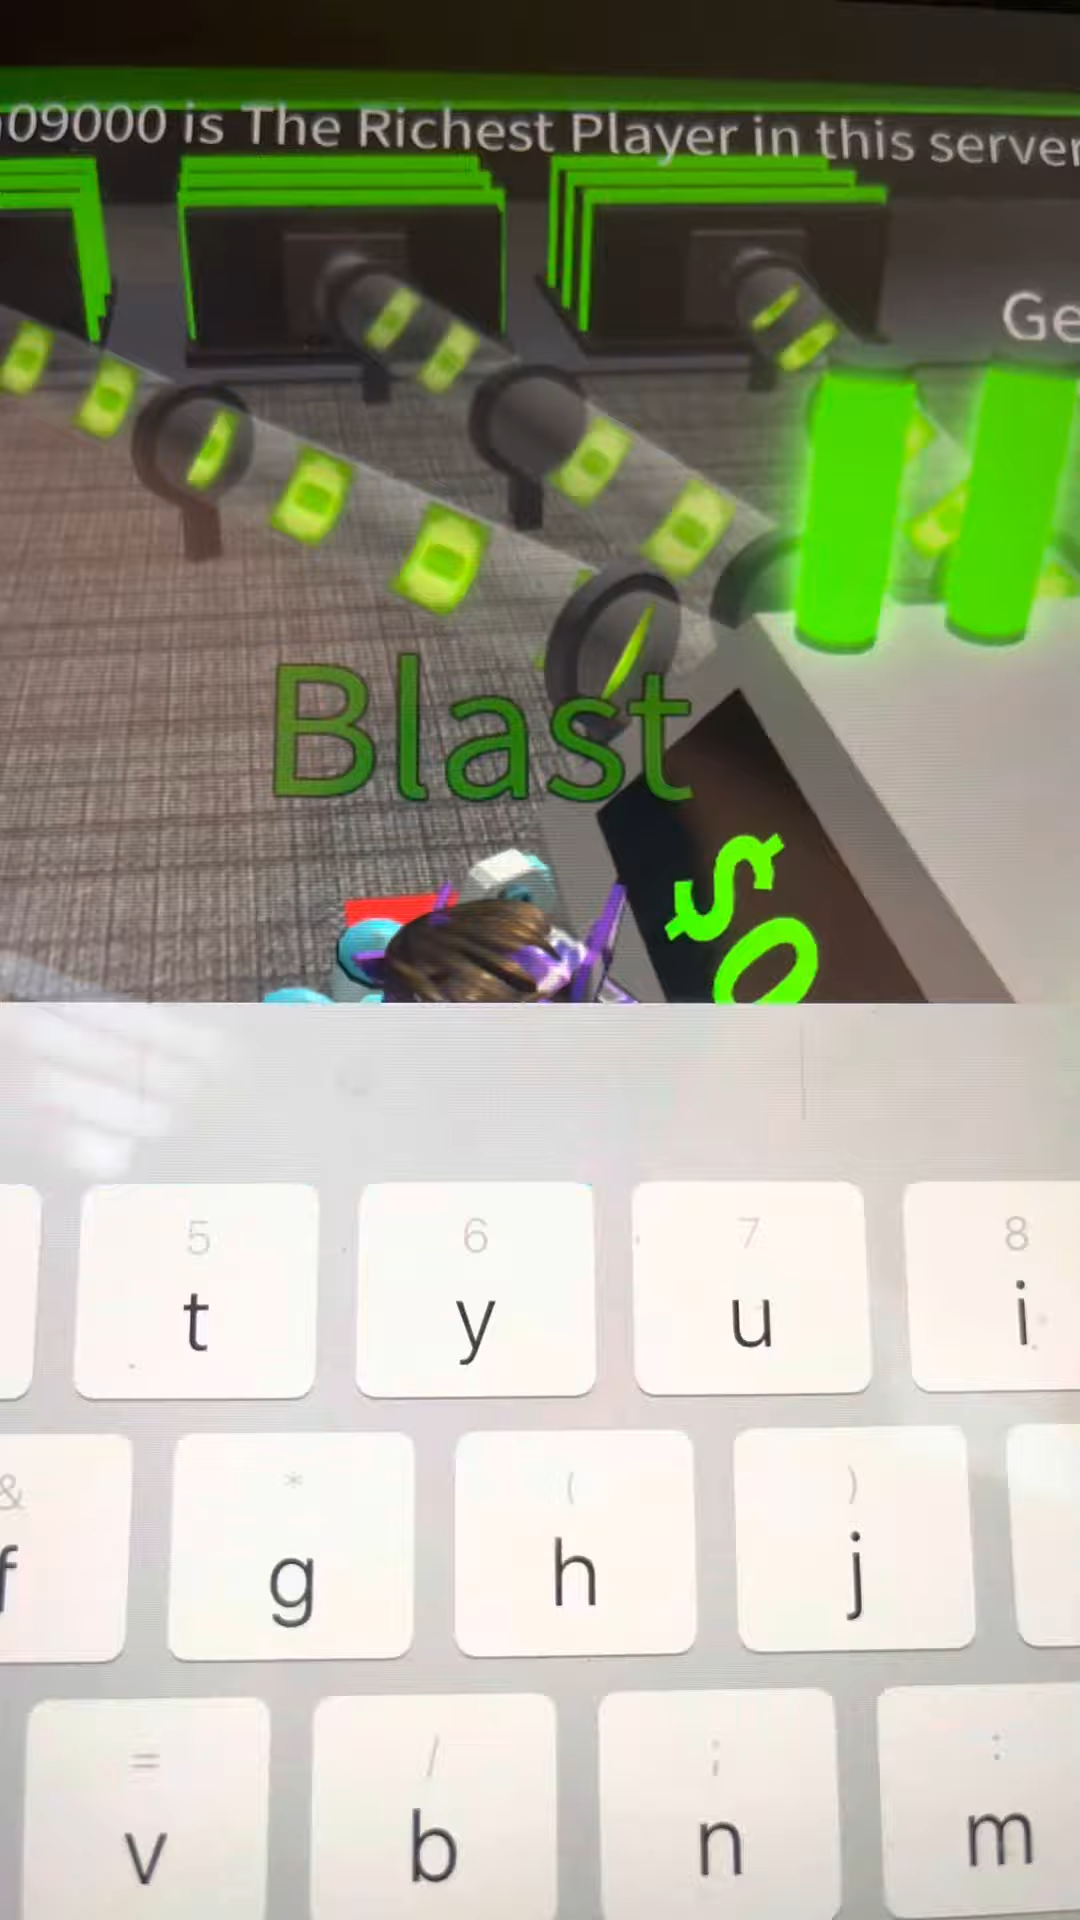 09000 is The Richest Player in this server
Ge
Blast
$0
5 6 7 8
t y u i
& * ( )
f g h j
= / ; :
v b n m